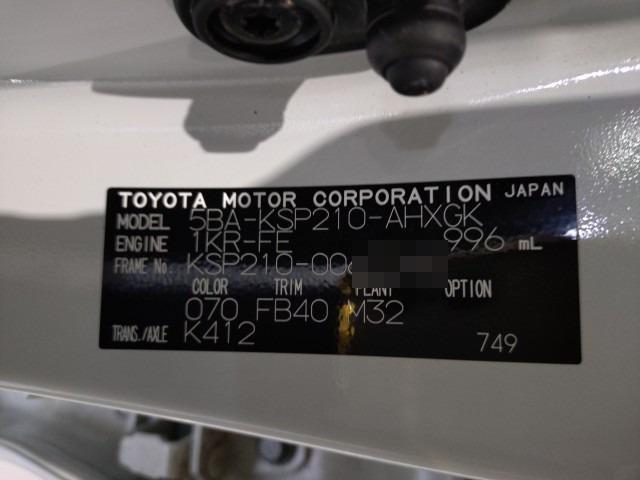 TOYOTA MOTOR CORPORATION JAPAN
MODEL 5BA-KSP210-AHXGK
ENGINE 1KR-FE 996 mL
FRAME No. KSP210-006
COLOR TRIM PLANT OPTION
070 FB40 M32
TRANS./AXLE K412
749